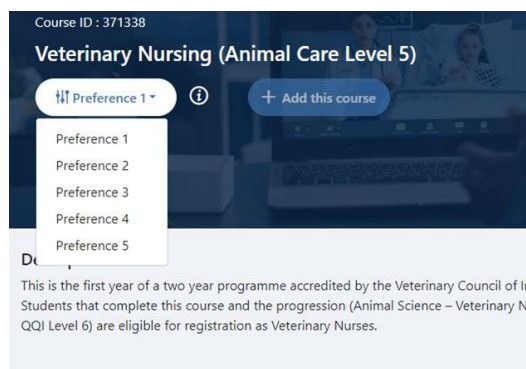 Course ID : 371338
Veterinary Nursing (Animal Care Level 5)
Preference 1
+ Add this course
Preference 1
Preference 2
Preference 3
Preference 4
Preference 5
This is the first year of a two year programme accredited by the Veterinary Council of
Students that complete this course and the progression (Animal Science – Veterinary
QQI Level 6) are eligible for registration as Veterinary Nurses.